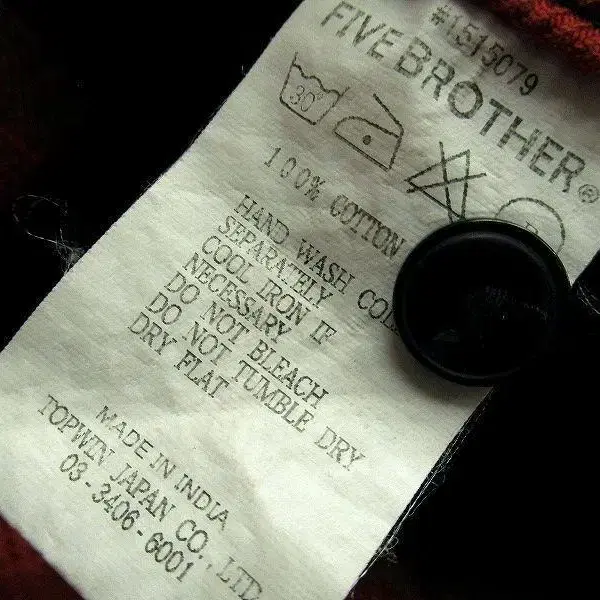 #1515079
FIVE BROTHER®
30°
100% COTTON
HAND WASH COLD
SEPARATELY
COOL IRON IF
NECESSARY
DO NOT BLEACH
DO NOT TUMBLE DRY
DRY FLAT
MADE IN INDIA
TOPWIN JAPAN CO., LTD.
03-3406-6001